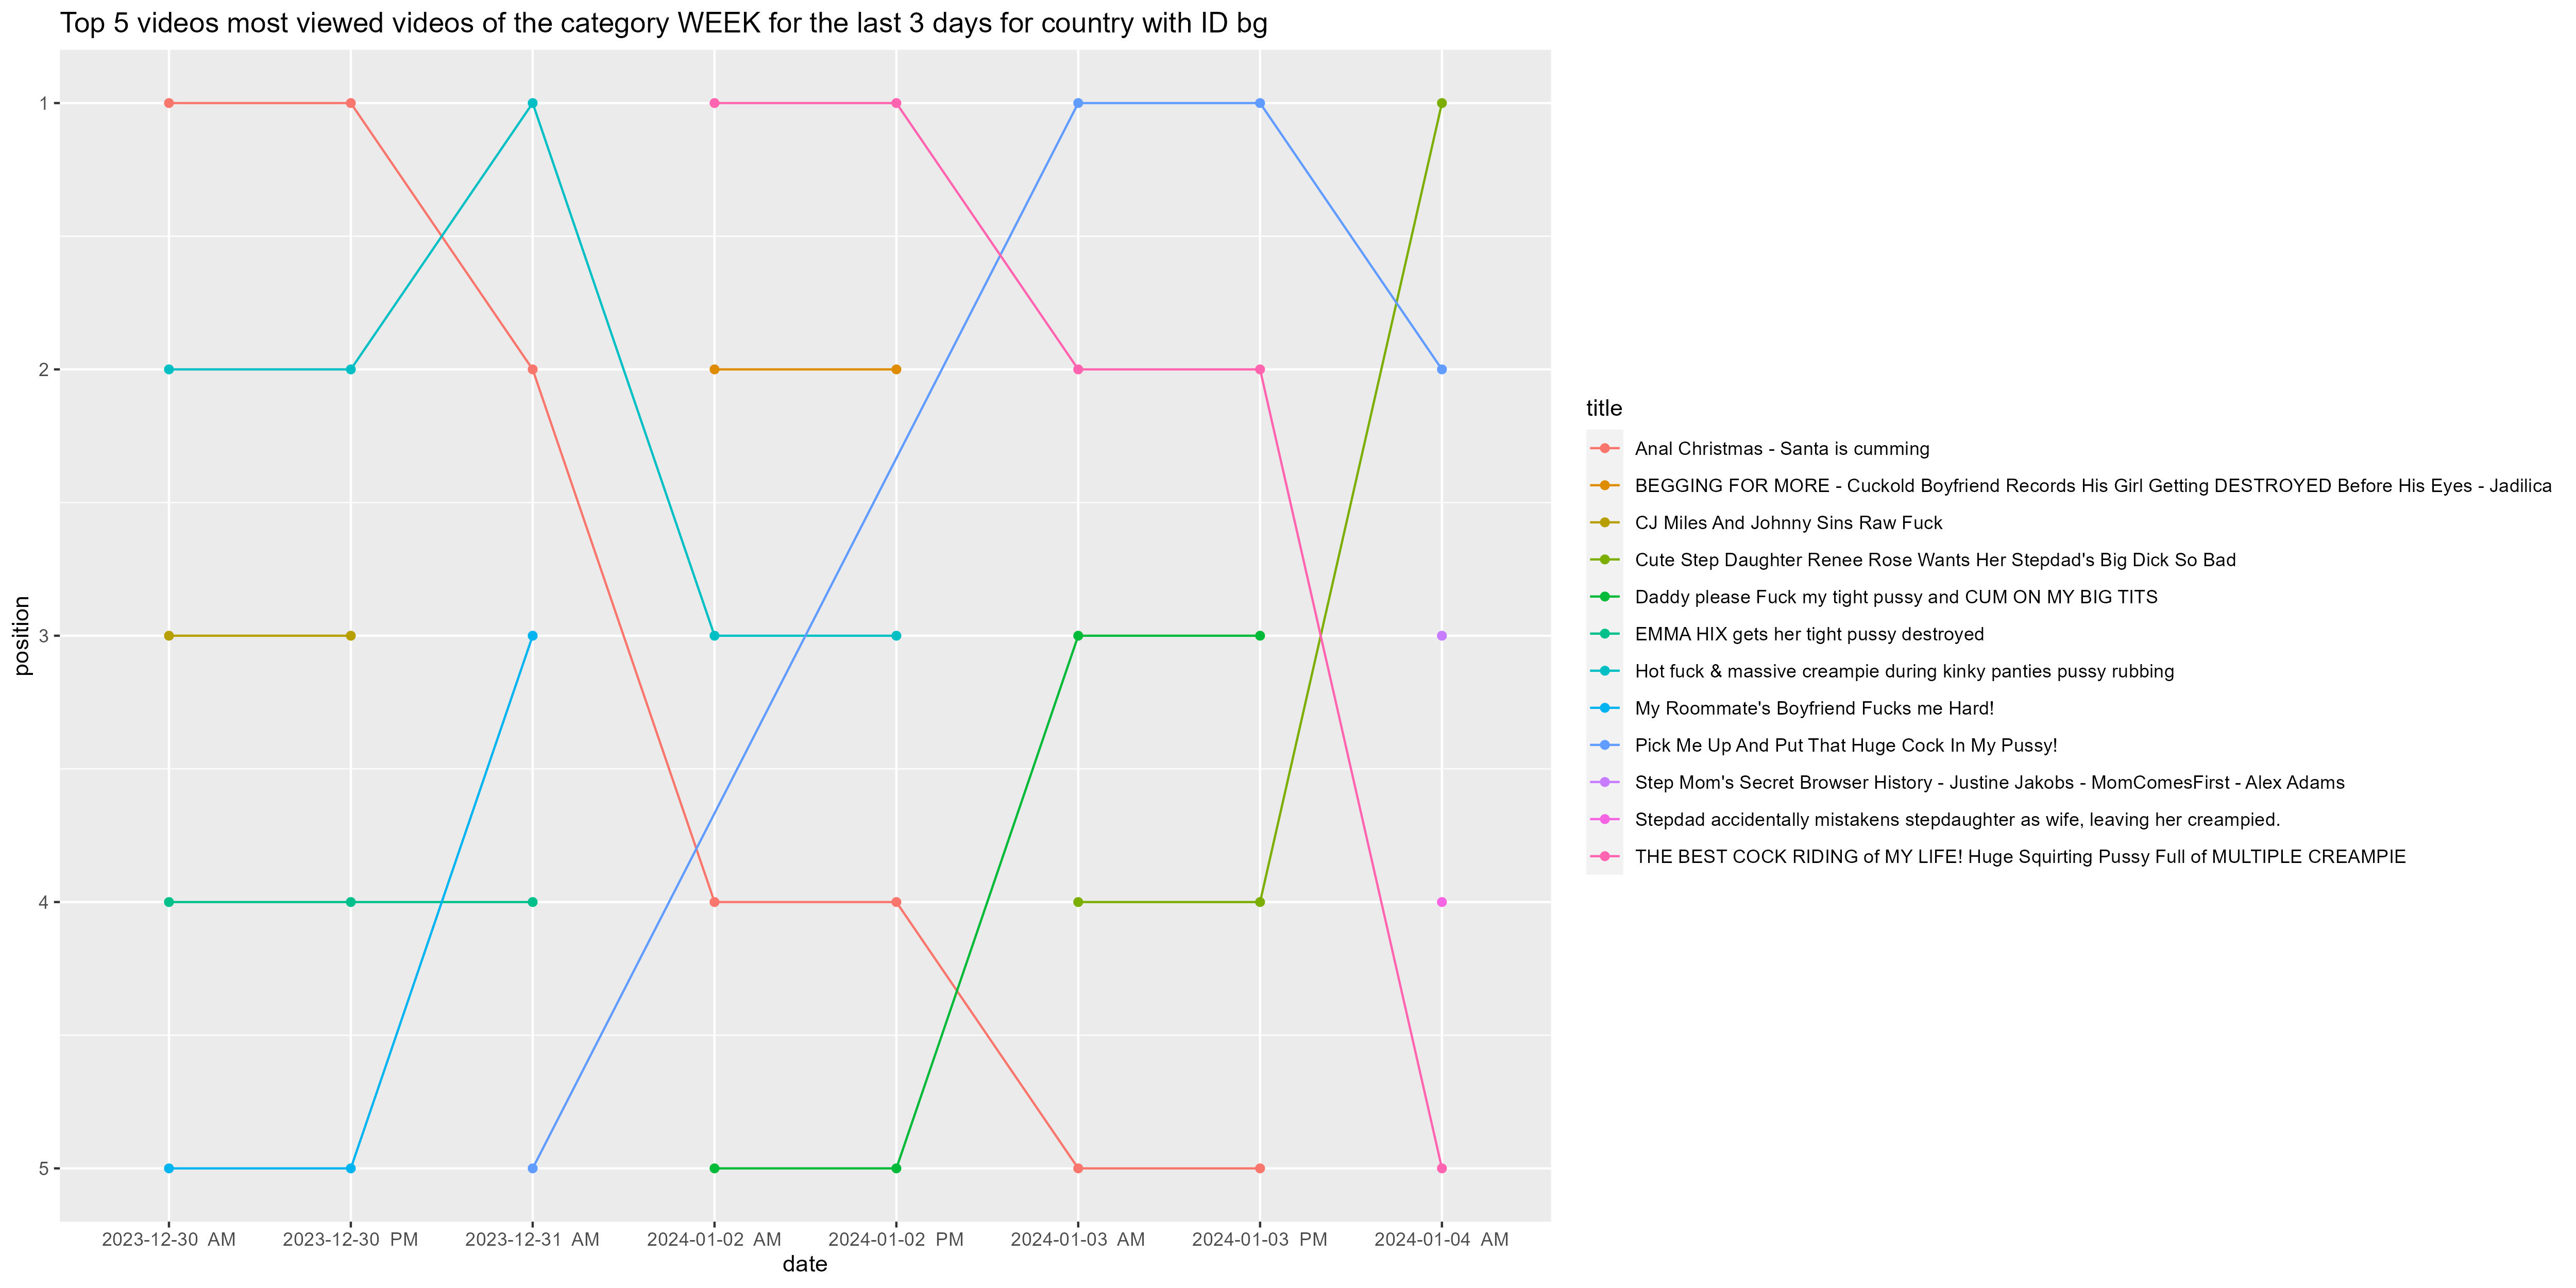 Top 5 videos most viewed videos of the category WEEK for the last 3 days for country with ID bg
position
1
2
3
4
5
2023-12-30 AM
2023-12-30 PM
2023-12-31 AM
2024-01-02 AM
2024-01-02 PM
2024-01-03 AM
2024-01-03 PM
2024-01-04 AM
date
title
Anal Christmas - Santa is cumming
BEGGING FOR MORE - Cuckold Boyfriend Records His Girl Getting DESTROYED Before His Eyes - Jadilica
CJ Miles And Johnny Sins Raw Fuck
Cute Step Daughter Renee Rose Wants Her Stepdad's Big Dick So Bad
Daddy please Fuck my tight pussy and CUM ON MY BIG TITS
EMMA HIX gets her tight pussy destroyed
Hot fuck & massive creampie during kinky panties pussy rubbing
My Roommate's Boyfriend Fucks me Hard!
Pick Me Up And Put That Huge Cock In My Pussy!
Step Mom's Secret Browser History - Justine Jakobs - MomComesFirst - Alex Adams
Stepdad accidentally mistakens stepdaughter as wife, leaving her creampied.
THE BEST COCK RIDING of MY LIFE! Huge Squirting Pussy Full of MULTIPLE CREAMPIE